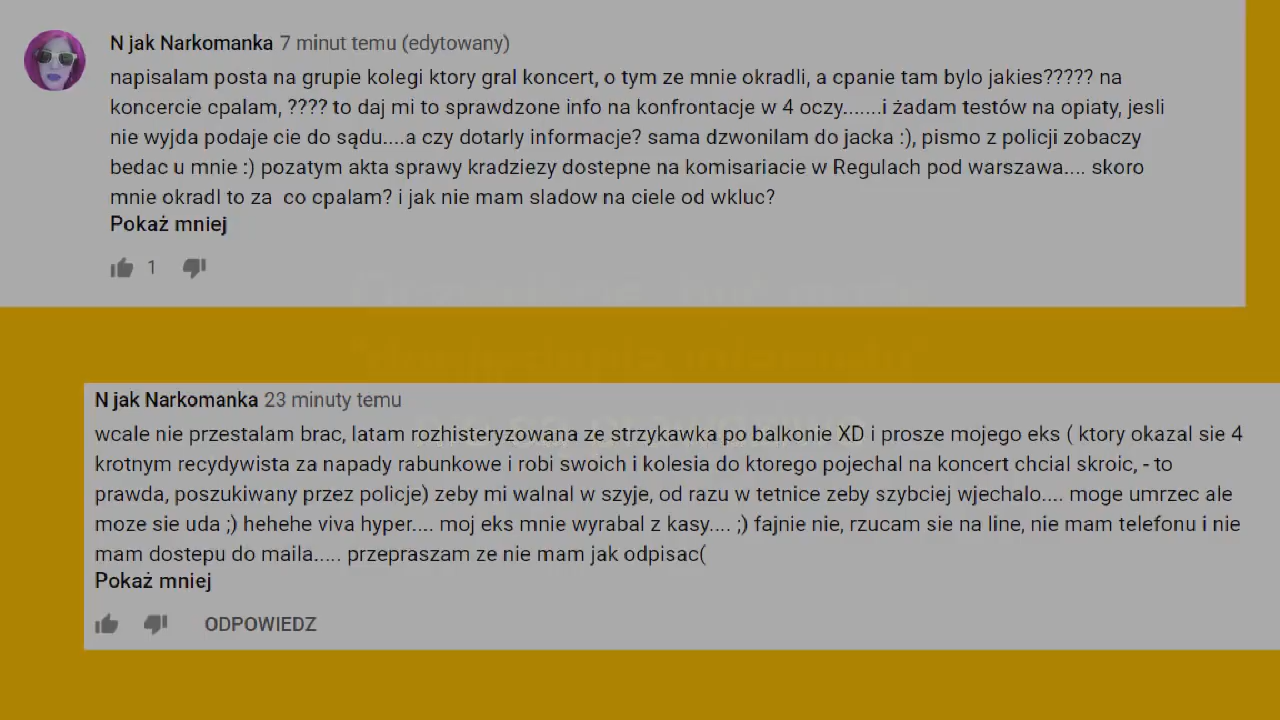 N jak Narkomanka 7 minut temu (edytowany)
napisalam posta na grupie kolegi ktory gral koncert, o tym ze mnie okradli, a cpanie tam bylo jakies????? na
koncercie cpalam, ???? to daj mi to sprawdzone info na konfrontacje w 4 oczy.......i żadam testów na opiaty, jesli
nie wyjda podaje cie do sądu....a czy dotarly informacje? sama dzwonilam do jacka :), pismo z policji zobaczy
bedac u mnie :) pozatym akta sprawy kradziezy dostepne na komisariacie w Regulach pod warszawa.... skoro
mnie okradl to za  co cpalam? i jak nie mam sladow na ciele od wkluc?
Pokaż mniej
1
N jak Narkomanka 23 minuty temu
wcale nie przestalam brac, latam rozhisteryzowana ze strzykawka po balkonie XD i prosze mojego eks ( ktory okazal sie 4
krotnym recydywista za napady rabunkowe i robi swoich i kolesia do ktorego pojechal na koncert chcial skroic, - to
prawda, poszukiwany przez policje) zeby mi walnal w szyje, od razu w tetnice zeby szybciej wjechalo.... moge umrzec ale
moze sie uda ;) hehehe viva hyper.... moj eks mnie wyrabal z kasy.... ;) fajnie nie, rzucam sie na line, nie mam telefonu i nie
mam dostepu do maila..... przepraszam ze nie mam jak odpisac(
Pokaż mniej
ODPOWIEDZ